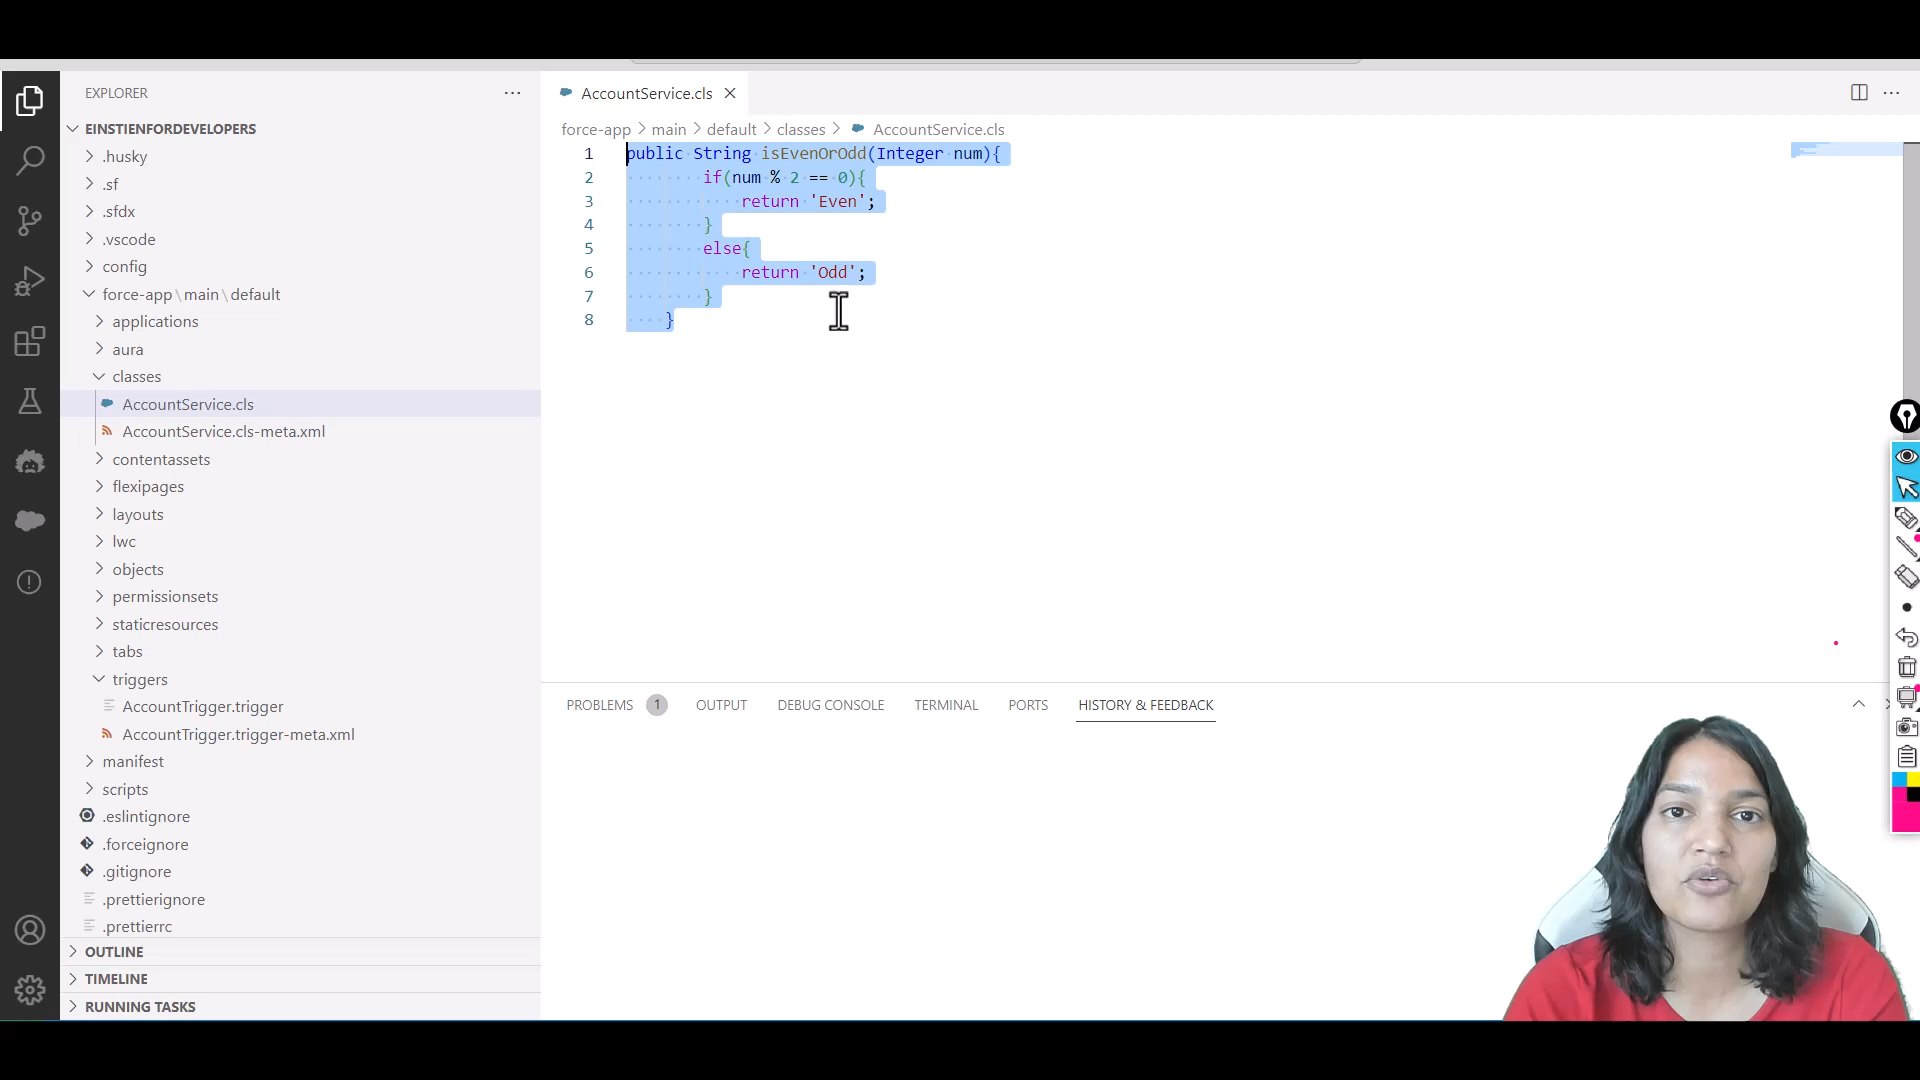 EXPLORER
EINSTIENFORDEVELOPERS
.husky
.sf
.sfdx
.vscode
config
force-app\main\default
applications
aura
classes
AccountService.cls
AccountService.cls-meta.xml
contentassets
flexipages
layouts
lwc
objects
permissionsets
staticresources
tabs
triggers
AccountTrigger.trigger
AccountTrigger.trigger-meta.xml
manifest
scripts
.eslintignore
.forceignore
.gitignore
.prettierignore
.prettierrc
OUTLINE
TIMELINE
RUNNING TASKS
AccountService.cls
force-app > main > default > classes > AccountService.cls
1 public String isEvenOrOdd(Integer num){
2 if(num % 2 == 0){
3 return 'Even';
4 }
5 else{
6 return 'Odd';
7 }
8 }
PROBLEMS 1 OUTPUT DEBUG CONSOLE TERMINAL PORTS HISTORY & FEEDBACK